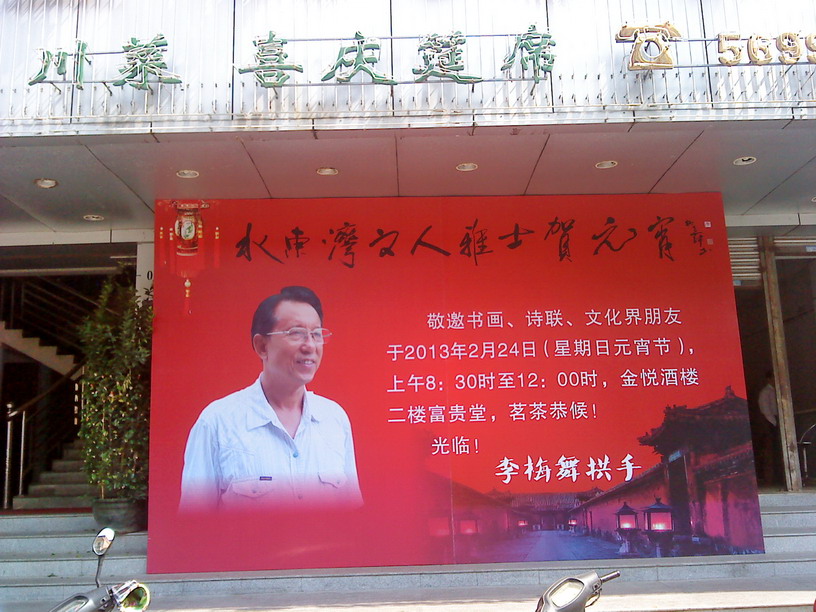 川菜 喜庆筵席 ☎ 5699
水东湾文人雅士贺元宵
敬邀书画、诗联、文化界朋友
于2013年2月24日(星期日元宵节),
上午8:30时至12:00时,金悦酒楼
二楼富贵堂,茗茶恭候!
光临!
李梅舞拱手